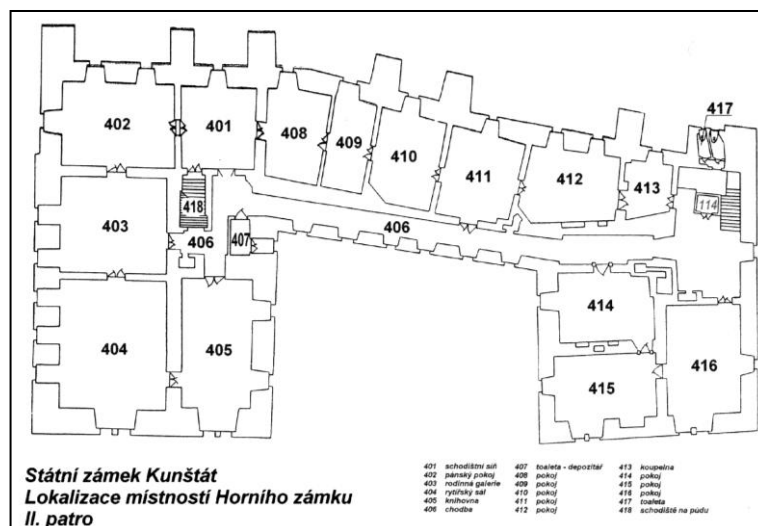 417
402
401
408
409
410
411
412
413
114
418
403
406
407
406
414
404
405
415
416
Státní zámek Kunštát
Lokalizace místností Horního zámku
II. patro
401 schodištní síň
402 pánský pokoj
403 rodinná galerie
404 rytířský sál
405 knihovna
406 chodba
407 toaleta - depozitář
408 pokoj
409 pokoj
410 pokoj
411 pokoj
412 pokoj
413 koupelna
414 pokoj
415 pokoj
416 pokoj
417 toaleta
418 schodiště na půdu